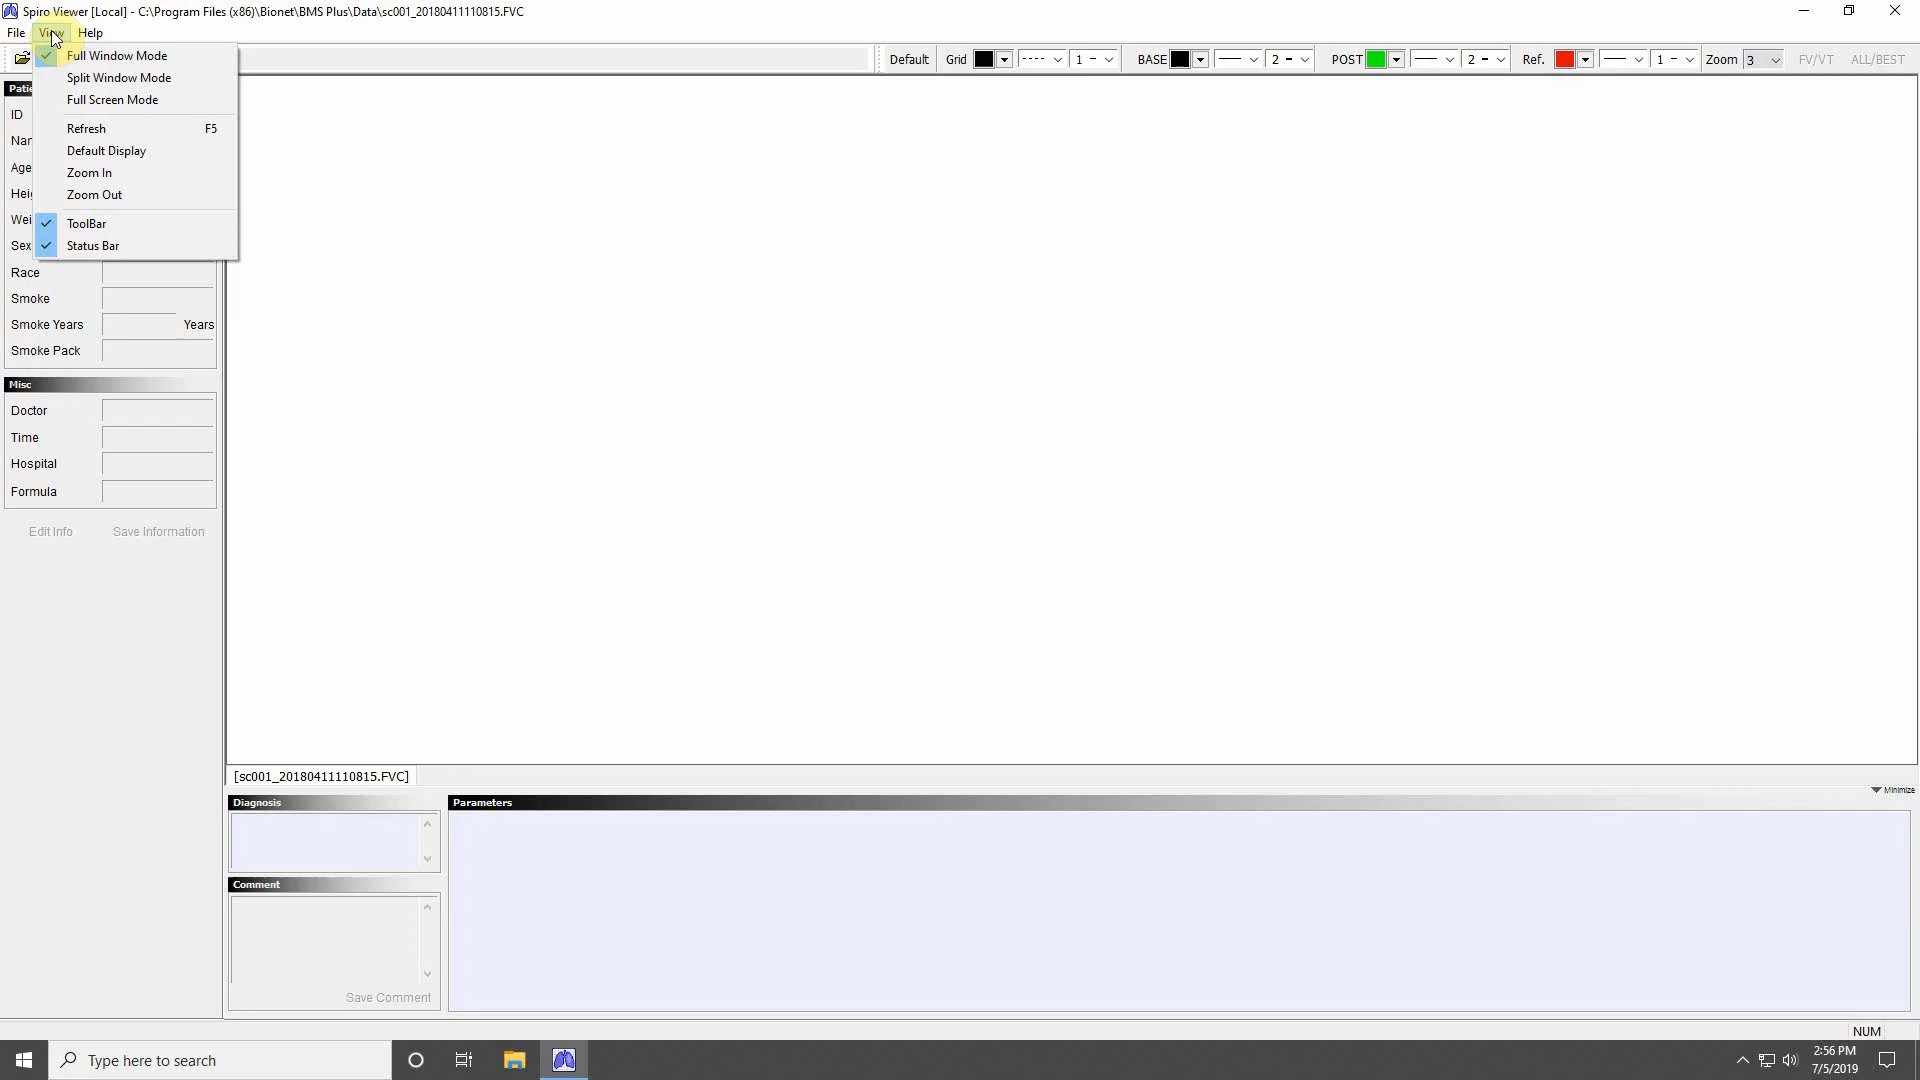 Spiro Viewer [Local] - C:\Program Files (x86)\Bionet\BMS Plus\Data\sc001_20180411110815.FVC
File View Help
Default Grid 1 BASE 2 POST 2 Ref. 1 Zoom 3 FV/VT ALL/BEST
Full Window Mode
Split Window Mode
Full Screen Mode
Refresh F5
Default Display
Zoom In
Zoom Out
ToolBar
Status Bar
ID
Sex
Race
Smoke
Smoke Years Years
Smoke Pack
Misc
Doctor
Time
Hospital
Formula
Edit Info Save Information
[sc001_20180411110815.FVC]
Minimize
Diagnosis
Parameters
Comment
Save Comment
NUM
Type here to search
2:56 PM
7/5/2019